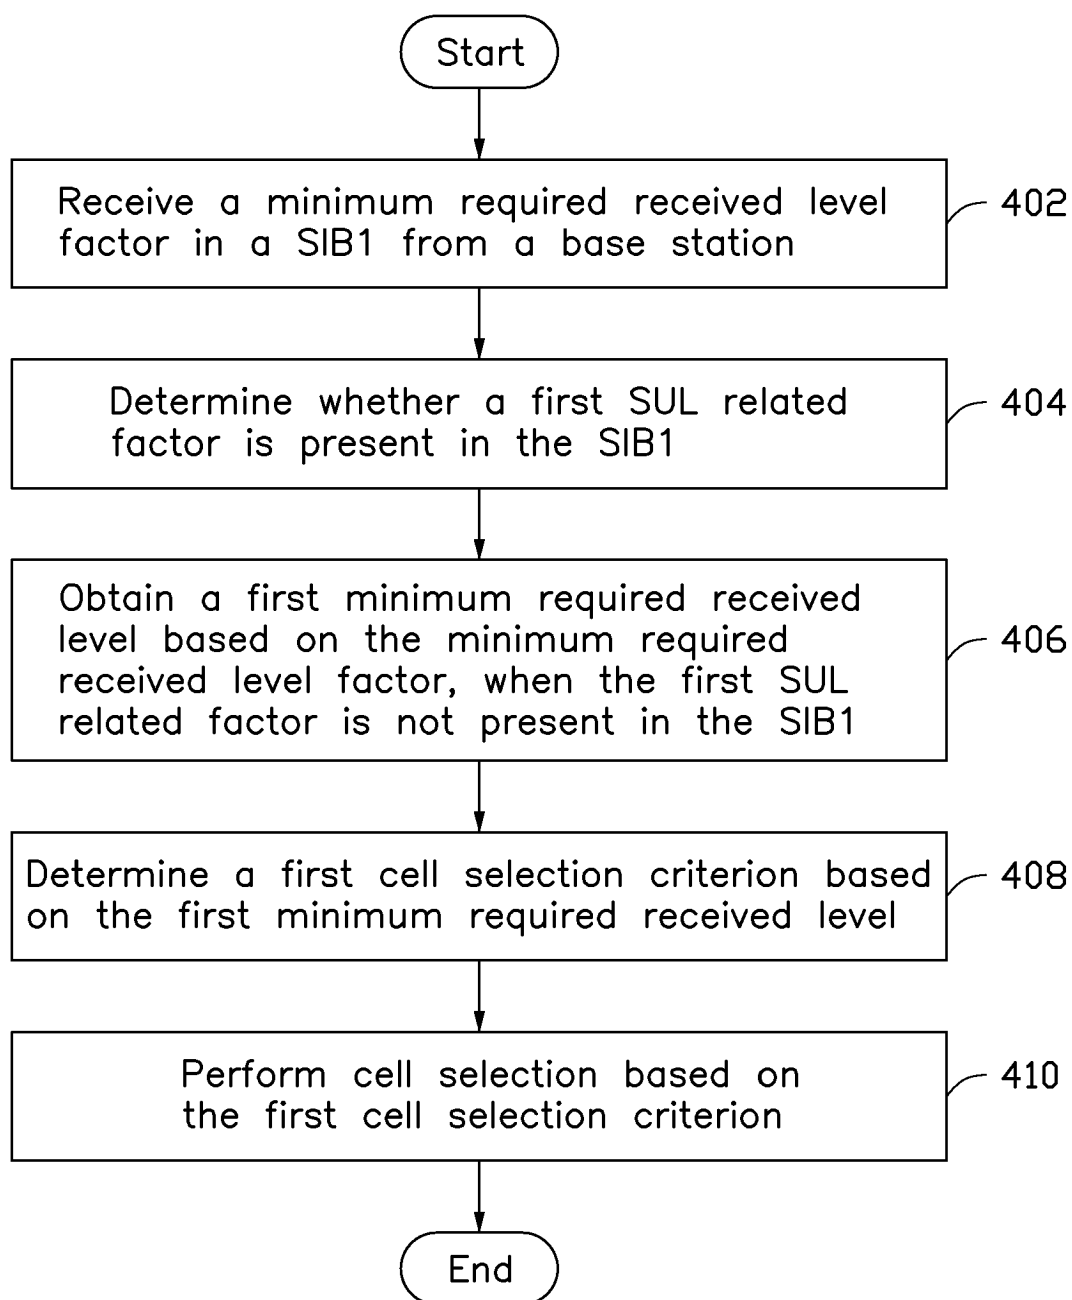 Start
Receive a minimum required received level
factor in a SIB1 from a base station
402
Determine whether a first SUL related
factor is present in the SIB1
404
Obtain a first minimum required received
level based on the minimum required
received level factor, when the first SUL
related factor is not present in the SIB1
406
Determine a first cell selection criterion based
on the first minimum required received level
408
Perform cell selection based on
the first cell selection criterion
410
End